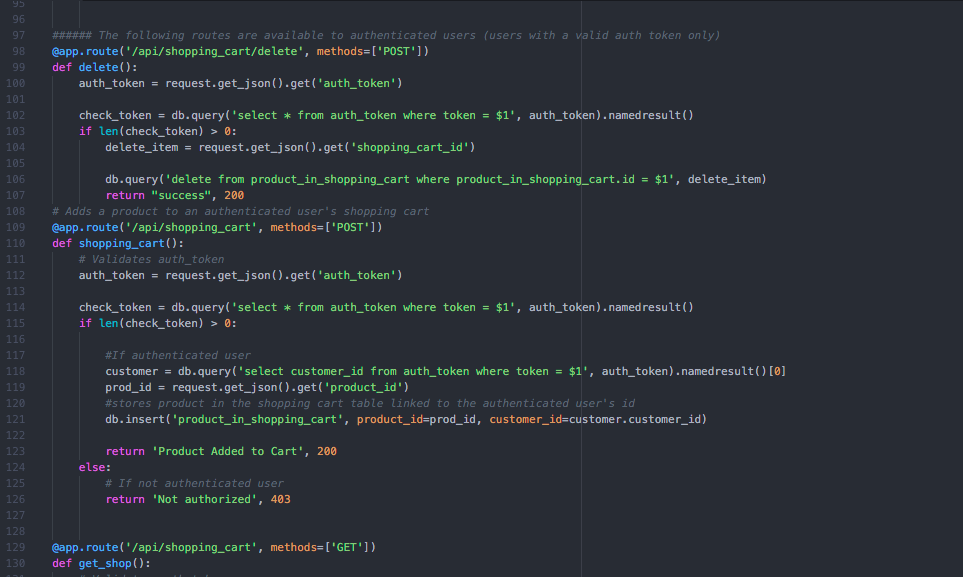 95
96
97 ###### The following routes are available to authenticated users (users with a valid auth token only)
98 @app.route('/api/shopping_cart/delete', methods=['POST'])
99 def delete():
100 auth_token = request.get_json().get('auth_token')
101
102 check_token = db.query('select * from auth_token where token = $1', auth_token).namedresult()
103 if len(check_token) > 0:
104 delete_item = request.get_json().get('shopping_cart_id')
105
106 db.query('delete from product_in_shopping_cart where product_in_shopping_cart.id = $1', delete_item)
107 return "success", 200
108 # Adds a product to an authenticated user's shopping cart
109 @app.route('/api/shopping_cart', methods=['POST'])
110 def shopping_cart():
111 # Validates auth_token
112 auth_token = request.get_json().get('auth_token')
113
114 check_token = db.query('select * from auth_token where token = $1', auth_token).namedresult()
115 if len(check_token) > 0:
116
117 #If authenticated user
118 customer = db.query('select customer_id from auth_token where token = $1', auth_token).namedresult()[0]
119 prod_id = request.get_json().get('product_id')
120 #stores product in the shopping cart table linked to the authenticated user's id
121 db.insert('product_in_shopping_cart', product_id=prod_id, customer_id=customer.customer_id)
122
123 return 'Product Added to Cart', 200
124 else:
125 # If not authenticated user
126 return 'Not authorized', 403
127
128
129 @app.route('/api/shopping_cart', methods=['GET'])
130 def get_shop():